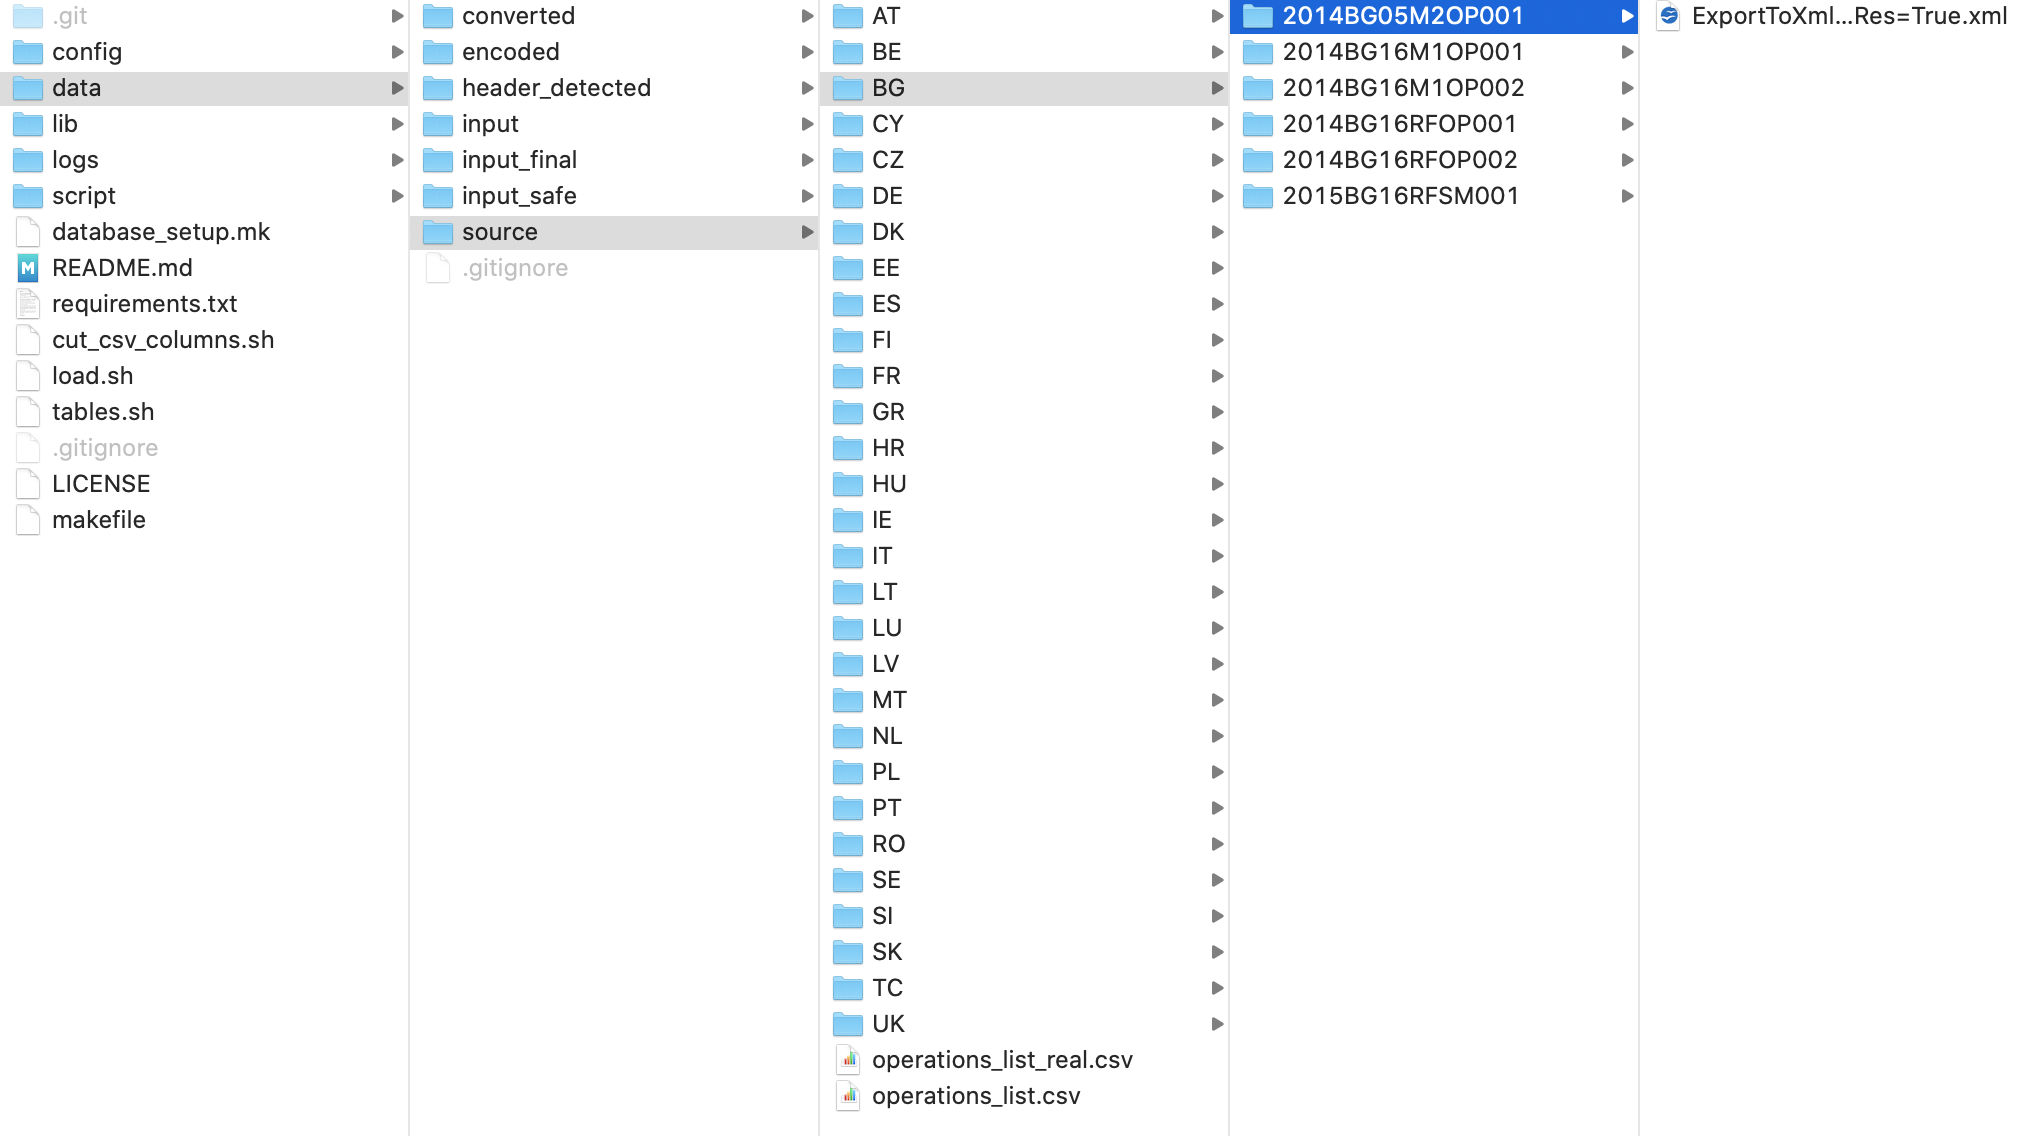 .git
config
data
lib
logs
script
database_setup.mk
README.md
requirements.txt
cut_csv_columns.sh
load.sh
tables.sh
.gitignore
LICENSE
makefile
converted
encoded
header_detected
input
input_final
input_safe
source
.gitignore
AT
BE
BG
CY
CZ
DE
DK
EE
ES
FI
FR
GR
HR
HU
IE
IT
LT
LU
LV
MT
NL
PL
PT
RO
SE
SI
SK
TC
UK
operations_list_real.csv
operations_list.csv
2014BG05M2OP001
2014BG16M1OP001
2014BG16M1OP002
2014BG16RFOP001
2014BG16RFOP002
2015BG16RFSM001
ExportToXml...Res=True.xml